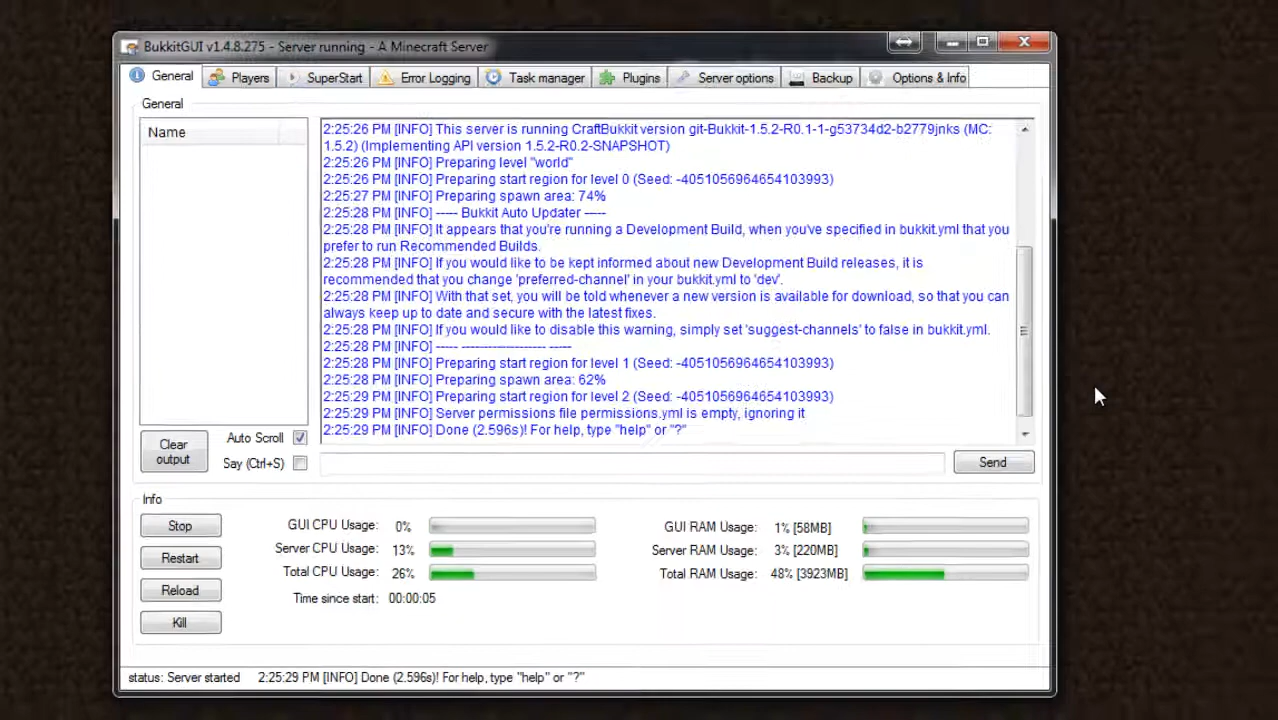 BukkitGUI v1.4.8.275 - Server running - A Minecraft Server
General Players SuperStart Error Logging Task manager Plugins Server options Backup Options & Info
General
Name
2:25:26 PM [INFO] This server is running CraftBukkit version git-Bukkit-1.5.2-R0.1-1-g53734d2-b2779jnks (MC:
1.5.2) (Implementing API version 1.5.2-R0.2-SNAPSHOT)
2:25:26 PM [INFO] Preparing level "world"
2:25:26 PM [INFO] Preparing start region for level 0 (Seed: -4051056964654103993)
2:25:27 PM [INFO] Preparing spawn area: 74%
2:25:28 PM [INFO] ----- Bukkit Auto Updater -----
2:25:28 PM [INFO] It appears that you're running a Development Build, when you've specified in bukkit.yml that you
prefer to run Recommended Builds.
2:25:28 PM [INFO] If you would like to be kept informed about new Development Build releases, it is
recommended that you change 'preferred-channel' in your bukkit.yml to 'dev'.
2:25:28 PM [INFO] With that set, you will be told whenever a new version is available for download, so that you can
always keep up to date and secure with the latest fixes.
2:25:28 PM [INFO] If you would like to disable this warning, simply set 'suggest-channels' to false in bukkit.yml.
2:25:28 PM [INFO] ----- ------------------- -----
2:25:28 PM [INFO] Preparing start region for level 1 (Seed: -4051056964654103993)
2:25:28 PM [INFO] Preparing spawn area: 62%
2:25:29 PM [INFO] Preparing start region for level 2 (Seed: -4051056964654103993)
2:25:29 PM [INFO] Server permissions file permissions.yml is empty, ignoring it
2:25:29 PM [INFO] Done (2.596s)! For help, type "help" or "?"
Clear
output
Auto Scroll
Say (Ctrl+S)
Send
Info
Stop
Restart
Reload
Kill
GUI CPU Usage: 0%
Server CPU Usage: 13%
Total CPU Usage: 26%
Time since start: 00:00:05
GUI RAM Usage: 1% [58MB]
Server RAM Usage: 3% [220MB]
Total RAM Usage: 48% [3923MB]
status: Server started 2:25:29 PM [INFO] Done (2.596s)! For help, type "help" or "?"